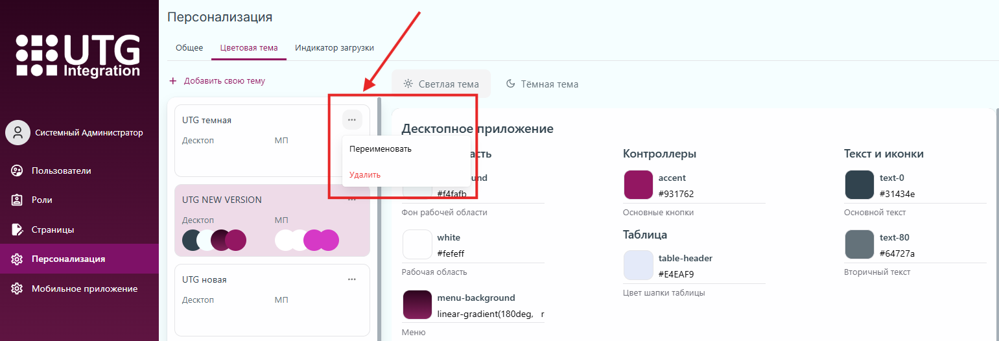 UTG
Integration
Системный Администратор
Пользователи
Роли
Страницы
Персонализация
Мобильное приложение
Персонализация
Общее
Цветовая тема
Индикатор загрузки
+ Добавить свою тему
UTG темная
Десктоп
МП
Переименовать
Удалить
UTG NEW VERSION
Десктоп
МП
UTG новая
Десктоп
МП
Светлая тема
Тёмная тема
Десктопное приложение
#f4fafb
Фон рабочей области
white
#fefeff
Рабочая область
menu-background
linear-gradient(180deg, r
Меню
Контроллеры
accent
#931762
Основные кнопки
Таблица
table-header
#E4EAF9
Цвет шапки таблицы
Текст и иконки
text-0
#31434e
Основной текст
text-80
#64727a
Вторичный текст